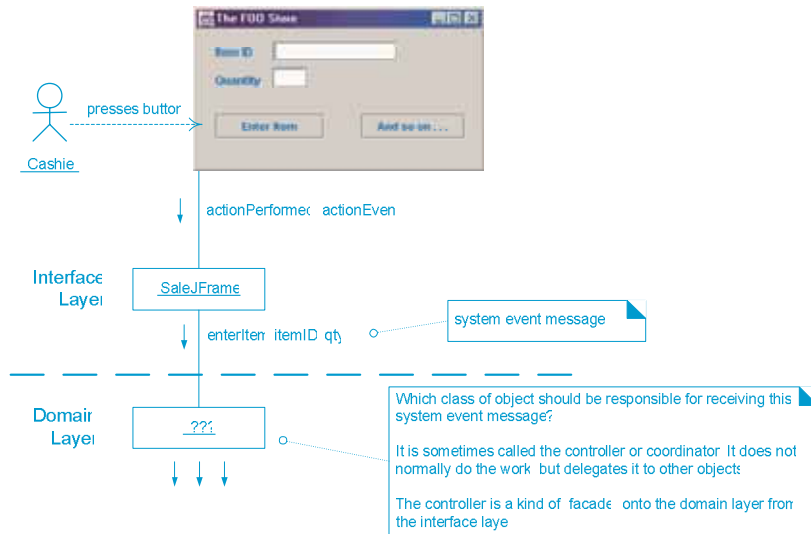 The FOO Store
Item ID
Quantity
Enter Item
And so on . . .
presses buttor
Cashie
actionPerformec actionEven
Interface
Layer
SaleJFrame
enterItem itemID qty
system event message
Domain
Layer
???
Which class of object should be responsible for receiving this
system event message?
It is sometimes called the controller or coordinator It does not
normally do the work but delegates it to other objects
The controller is a kind of facade onto the domain layer from
the interface laye